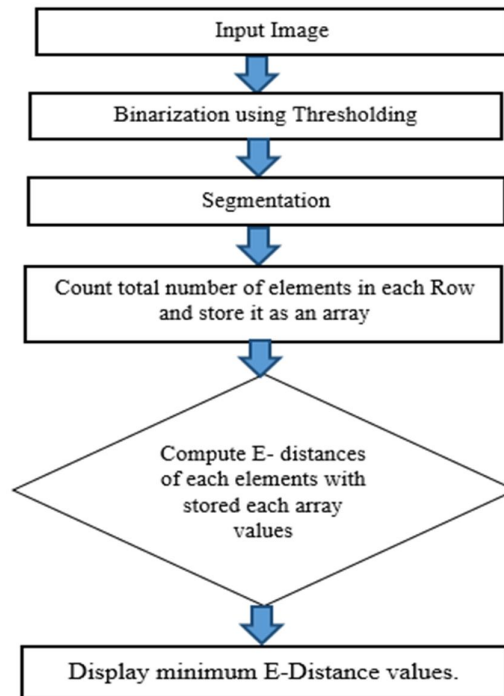 Input Image
Binarization using Thresholding
Segmentation
Count total number of elements in each Row
and store it as an array
Compute E- distances
of each elements with
stored each array
values
Display minimum E-Distance values.